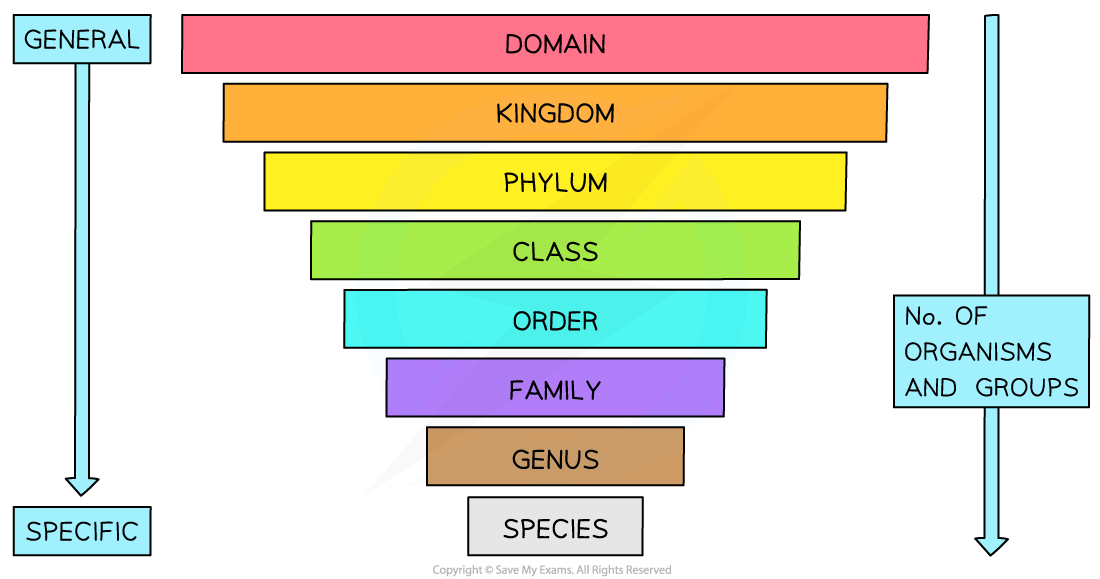 GENERAL
DOMAIN
KINGDOM
PHYLUM
CLASS
ORDER
FAMILY
GENUS
SPECIES
SPECIFIC
No. OF
ORGANISMS
AND GROUPS
Copyright © Save My Exams. All Rights Reserved